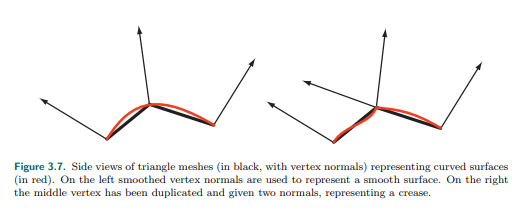 Figure 3.7. Side views of triangle meshes (in black, with vertex normals) representing curved surfaces
(in red). On the left smoothed vertex normals are used to represent a smooth surface. On the right
the middle vertex has been duplicated and given two normals, representing a crease.